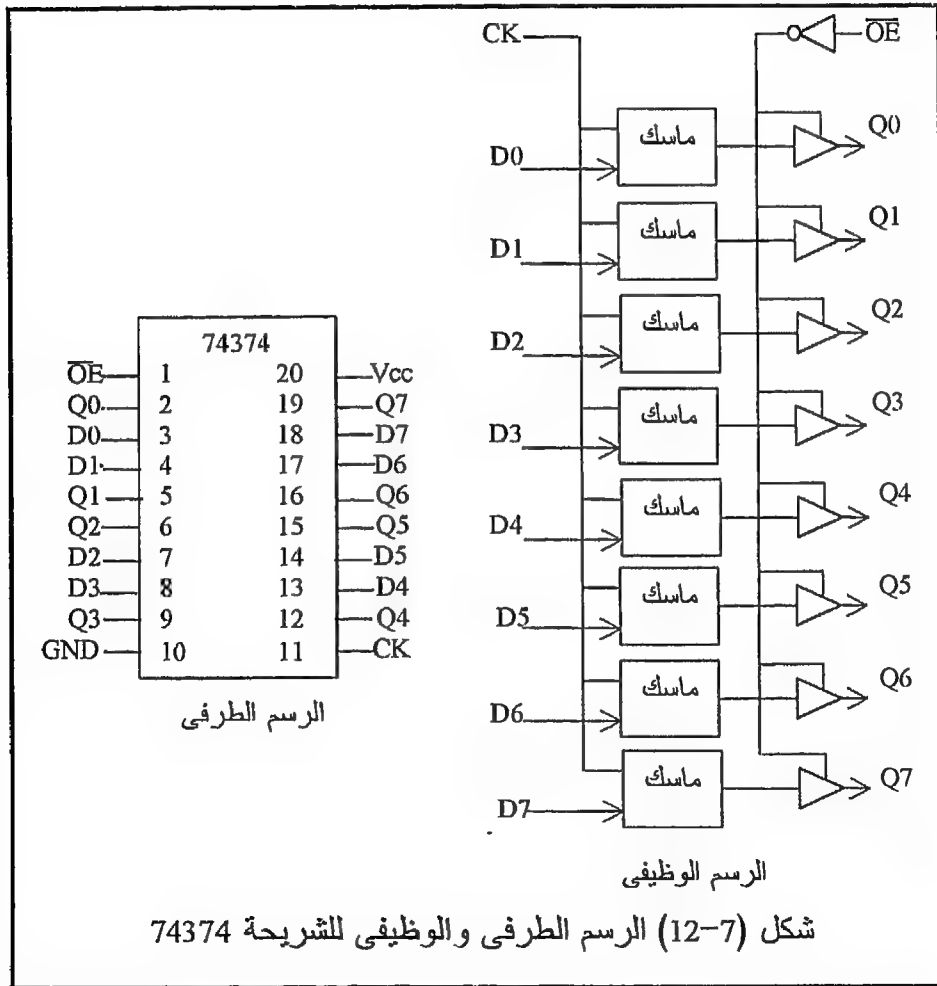 CK
OE
ماسك
Q0
D0
ماسك
Q1
D1
ماسك
Q2
D2
ماسك
Q3
D3
ماسك
Q4
D4
ماسك
Q5
D5
ماسك
Q6
D6
ماسك
Q7
D7
الرسم الوظيفى
74374
OE 1 20 Vcc
Q0 2 19 Q7
D0 3 18 D7
D1 4 17 D6
Q1 5 16 Q6
Q2 6 15 Q5
D2 7 14 D5
D3 8 13 D4
Q3 9 12 Q4
GND 10 11 CK
الرسم الطرفى
شكل (7-12) الرسم الطرفى والوظيفى للشريحة 74374